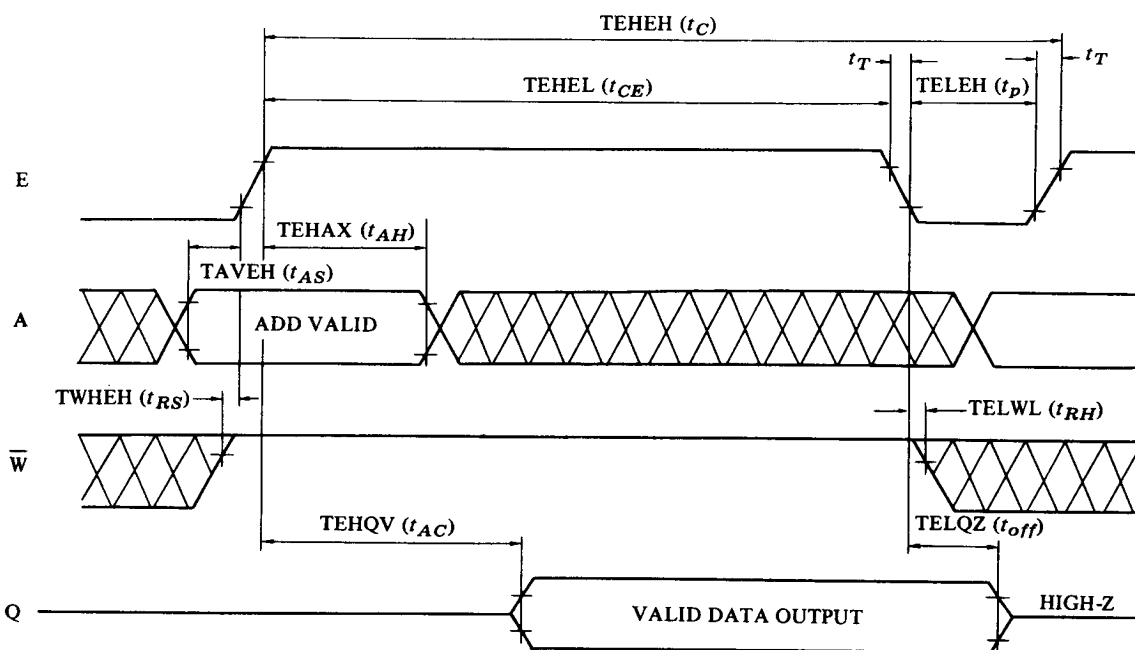 TEHEH (tC)
tT
tT
TEHEL (tCE)
TELEH (tp)
E
TEHAX (tAH)
TAVEH (tAS)
A
ADD VALID
TWHEH (tRS)
TELWL (tRH)
W̅
TEHQV (tAC)
TELQZ (toff)
Q
VALID DATA OUTPUT
HIGH-Z